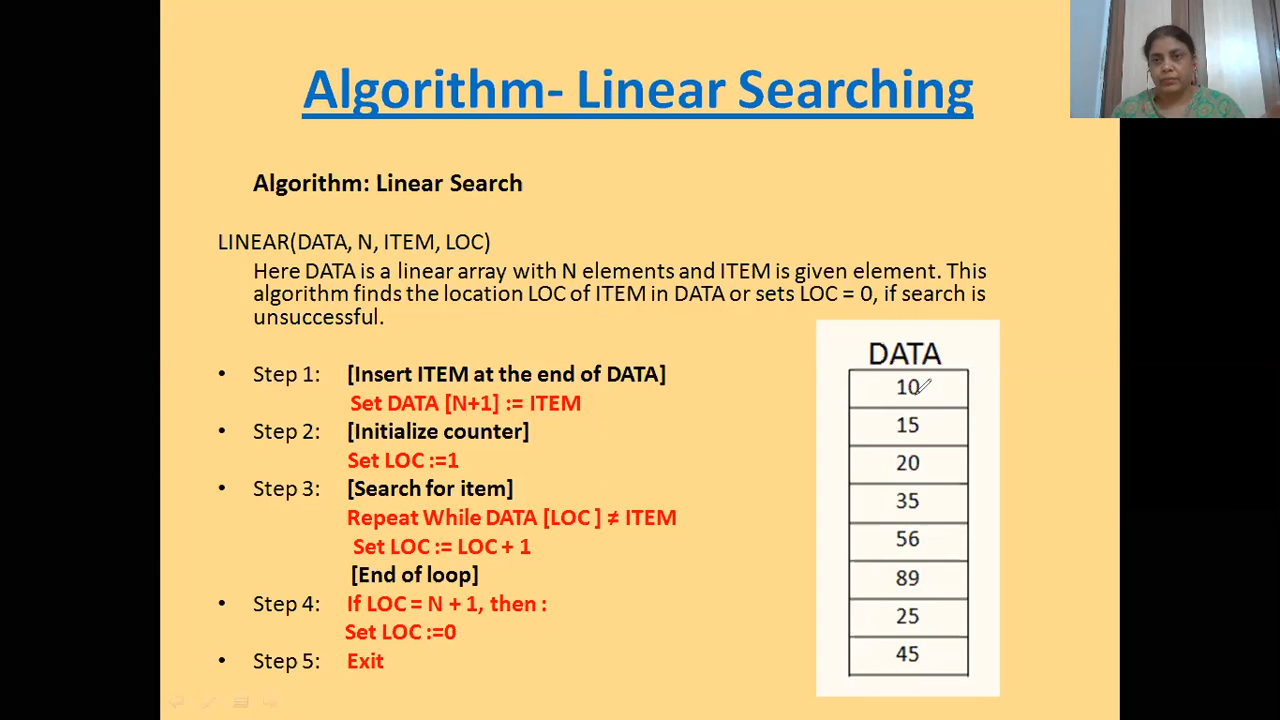 Algorithm- Linear Searching
Algorithm: Linear Search
LINEAR(DATA, N, ITEM, LOC)
Here DATA is a linear array with N elements and ITEM is given element. This
algorithm finds the location LOC of ITEM in DATA or sets LOC = 0, if search is
unsuccessful.
• Step 1: [Insert ITEM at the end of DATA]
Set DATA [N+1] := ITEM
• Step 2: [Initialize counter]
Set LOC :=1
• Step 3: [Search for item]
Repeat While DATA [LOC ] ≠ ITEM
Set LOC := LOC + 1
[End of loop]
• Step 4: If LOC = N + 1, then :
Set LOC :=0
• Step 5: Exit
DATA
10
15
20
35
56
89
25
45